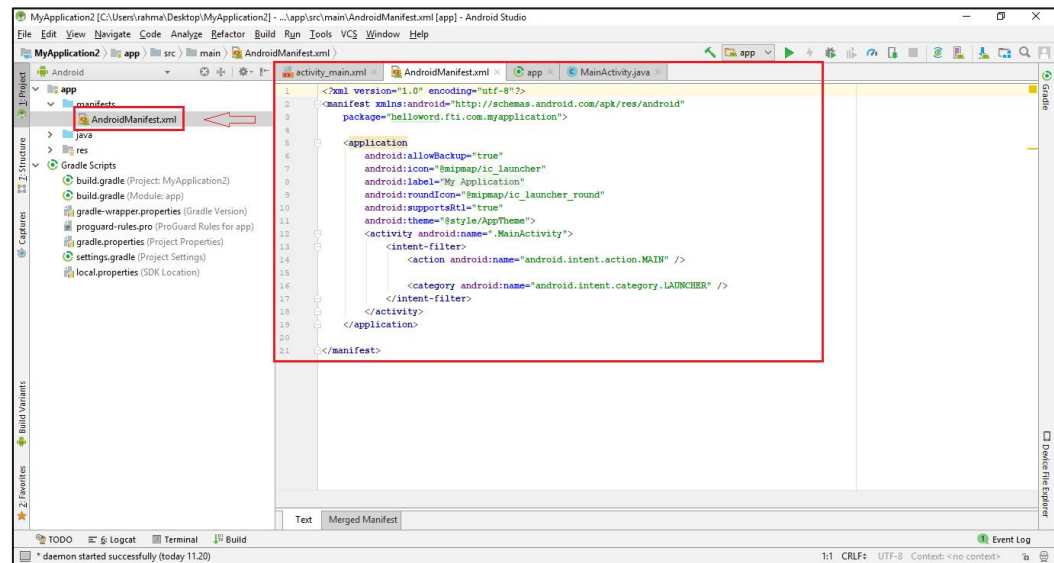 MyApplication2 [C:\Users\rahma\Desktop\MyApplication2] - ...\app\src\main\AndroidManifest.xml [app] - Android Studio
File Edit View Navigate Code Analyze Refactor Build Run Tools VCS Window Help
MyApplication2 app src main AndroidManifest.xml
app
Android
activity_main.xml AndroidManifest.xml app MainActivity.java
app
manifests
AndroidManifest.xml
java
res
Gradle Scripts
build.gradle (Project: MyApplication2)
build.gradle (Module: app)
gradle-wrapper.properties (Gradle Version)
proguard-rules.pro (ProGuard Rules for app)
gradle.properties (Project Properties)
settings.gradle (Project Settings)
local.properties (SDK Location)
1: Project
7: Structure
Captures
Build Variants
2: Favorites
1 <?xml version="1.0" encoding="utf-8"?>
2 <manifest xmlns:android="http://schemas.android.com/apk/res/android"
3 package="helloword.fti.com.myapplication">
4
5 <application
6 android:allowBackup="true"
7 android:icon="@mipmap/ic_launcher"
8 android:label="My Application"
9 android:roundIcon="@mipmap/ic_launcher_round"
10 android:supportsRtl="true"
11 android:theme="@style/AppTheme">
12 <activity android:name=".MainActivity">
13 <intent-filter>
14 <action android:name="android.intent.action.MAIN" />
15
16 <category android:name="android.intent.category.LAUNCHER" />
17 </intent-filter>
18 </activity>
19 </application>
20
21 </manifest>
Gradle
Device File Explorer
Text Merged Manifest
TODO 6: Logcat Terminal Build
1 Event Log
* daemon started successfully (today 11.20)
1:1 CRLF UTF-8 Context: <no context>